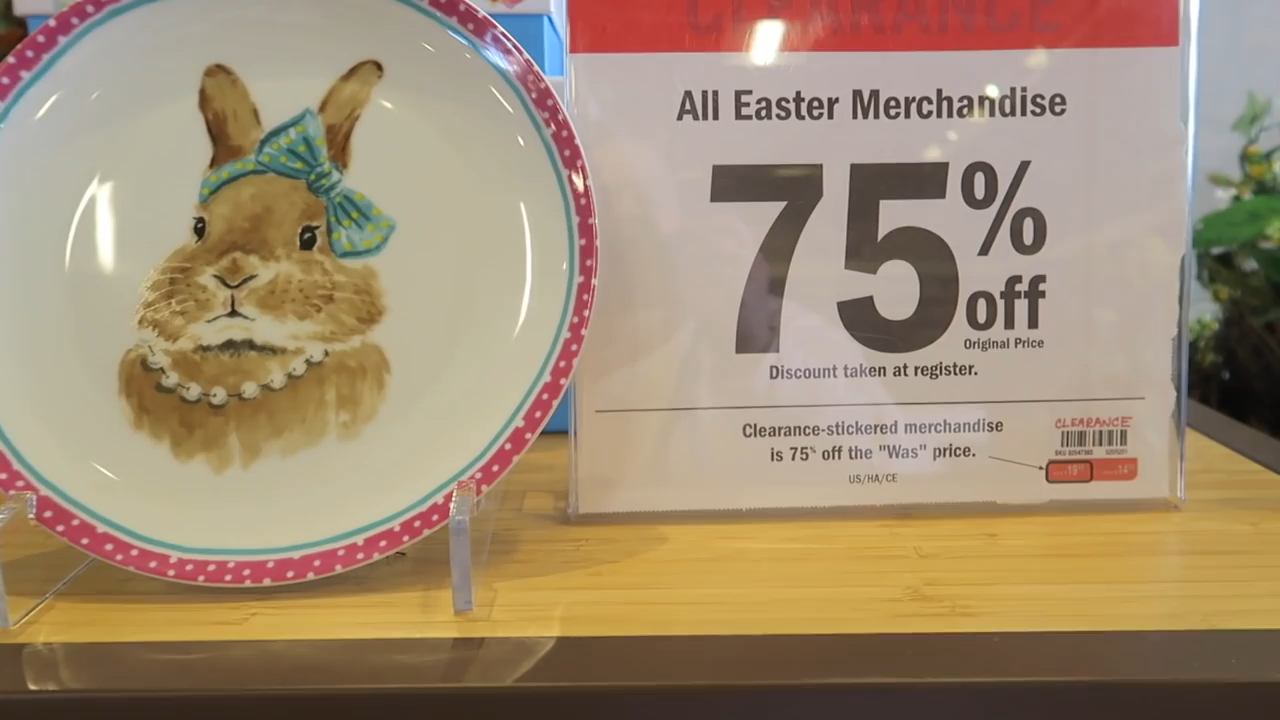 CLEARANCE
All Easter Merchandise
75%
off
Original Price
Discount taken at register.
Clearance-stickered merchandise
is 75% off the "Was" price.
US/HA/CE
CLEARANCE